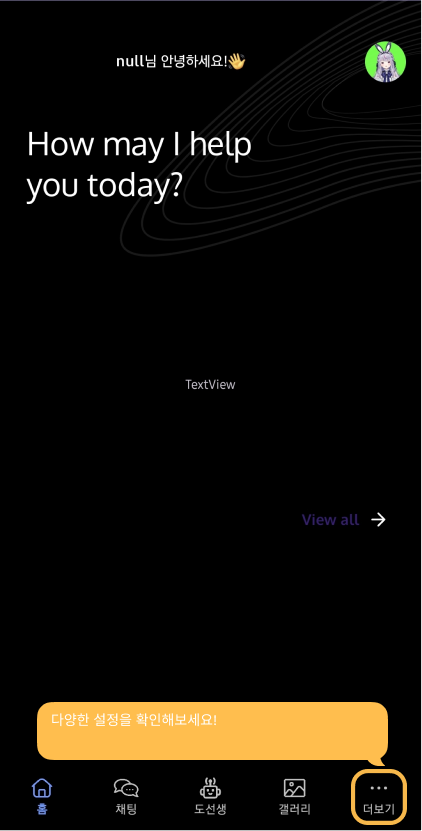 null님 안녕하세요!👋
How may I help
you today?
TextView
View all
다양한 설정을 확인해보세요!
홈
채팅
도선생
갤러리
더보기